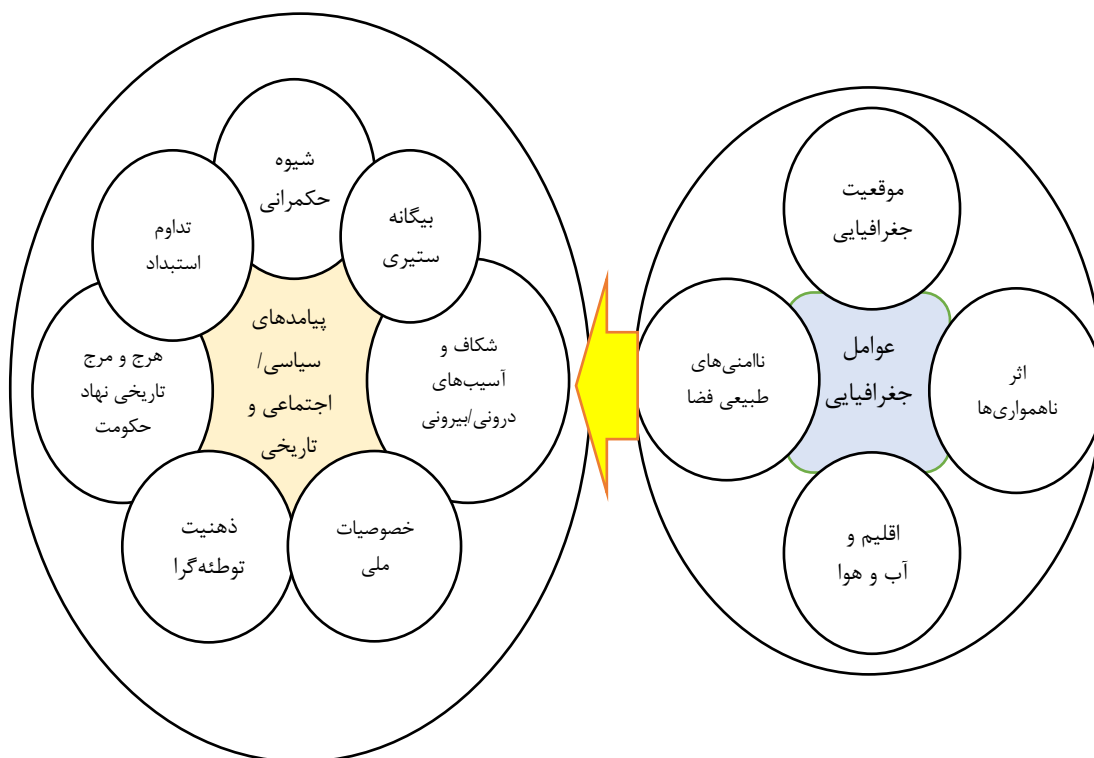 موقعیت
جغرافیایی
عوامل
جغرافیایی
اثر
ناهمواری‌ها
ناامنی‌های
طبیعی فضا
اقلیم و
آب و هوا
شیوه
حکمرانی
بیگانه
ستیری
تداوم
استبداد
پیامدهای
سیاسی/
اجتماعی و
تاریخی
شکاف و
آسیب‌های
درونی/بیرونی
هرج و مرج
تاریخی نهاد
حکومت
خصوصیات
ملی
ذهنیت
توطئه‌گرا